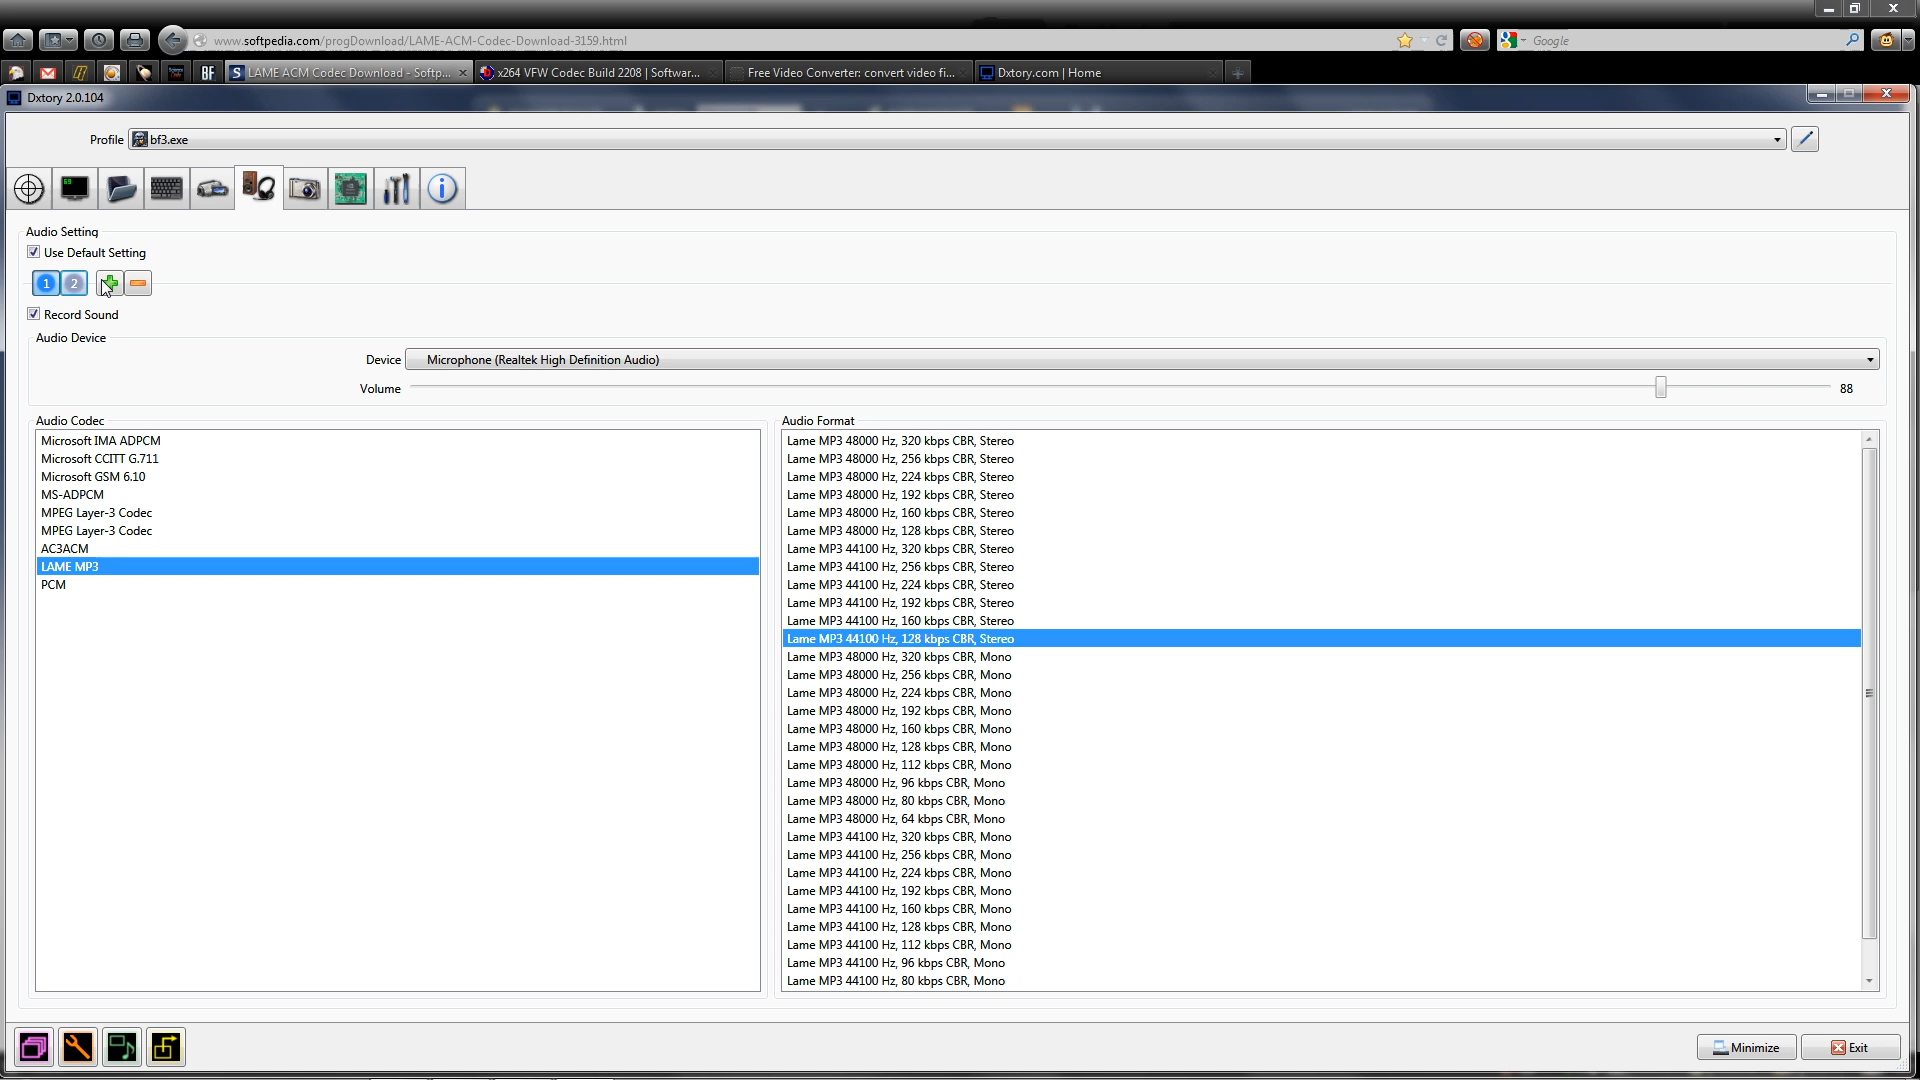 www.softpedia.com/progDownload/LAME-ACM-Codec-Download-3159.html
Google
BF
S LAME ACM Codec Download - Softp...
x264 VFW Codec Build 2208 | Softwar...
Free Video Converter: convert video fi...
Dxtory.com | Home
Dxtory 2.0.104
Profile bf3.exe
69
Audio Setting
Use Default Setting
1 2
Record Sound
Audio Device
Device Microphone (Realtek High Definition Audio)
Volume 88
Audio Codec
Microsoft IMA ADPCM
Microsoft CCITT G.711
Microsoft GSM 6.10
MS-ADPCM
MPEG Layer-3 Codec
MPEG Layer-3 Codec
AC3ACM
LAME MP3
PCM
Audio Format
Lame MP3 48000 Hz, 320 kbps CBR, Stereo
Lame MP3 48000 Hz, 256 kbps CBR, Stereo
Lame MP3 48000 Hz, 224 kbps CBR, Stereo
Lame MP3 48000 Hz, 192 kbps CBR, Stereo
Lame MP3 48000 Hz, 160 kbps CBR, Stereo
Lame MP3 48000 Hz, 128 kbps CBR, Stereo
Lame MP3 44100 Hz, 320 kbps CBR, Stereo
Lame MP3 44100 Hz, 256 kbps CBR, Stereo
Lame MP3 44100 Hz, 224 kbps CBR, Stereo
Lame MP3 44100 Hz, 192 kbps CBR, Stereo
Lame MP3 44100 Hz, 160 kbps CBR, Stereo
Lame MP3 44100 Hz, 128 kbps CBR, Stereo
Lame MP3 48000 Hz, 320 kbps CBR, Mono
Lame MP3 48000 Hz, 256 kbps CBR, Mono
Lame MP3 48000 Hz, 224 kbps CBR, Mono
Lame MP3 48000 Hz, 192 kbps CBR, Mono
Lame MP3 48000 Hz, 160 kbps CBR, Mono
Lame MP3 48000 Hz, 128 kbps CBR, Mono
Lame MP3 48000 Hz, 112 kbps CBR, Mono
Lame MP3 48000 Hz, 96 kbps CBR, Mono
Lame MP3 48000 Hz, 80 kbps CBR, Mono
Lame MP3 48000 Hz, 64 kbps CBR, Mono
Lame MP3 44100 Hz, 320 kbps CBR, Mono
Lame MP3 44100 Hz, 256 kbps CBR, Mono
Lame MP3 44100 Hz, 224 kbps CBR, Mono
Lame MP3 44100 Hz, 192 kbps CBR, Mono
Lame MP3 44100 Hz, 160 kbps CBR, Mono
Lame MP3 44100 Hz, 128 kbps CBR, Mono
Lame MP3 44100 Hz, 112 kbps CBR, Mono
Lame MP3 44100 Hz, 96 kbps CBR, Mono
Lame MP3 44100 Hz, 80 kbps CBR, Mono
Minimize
Exit